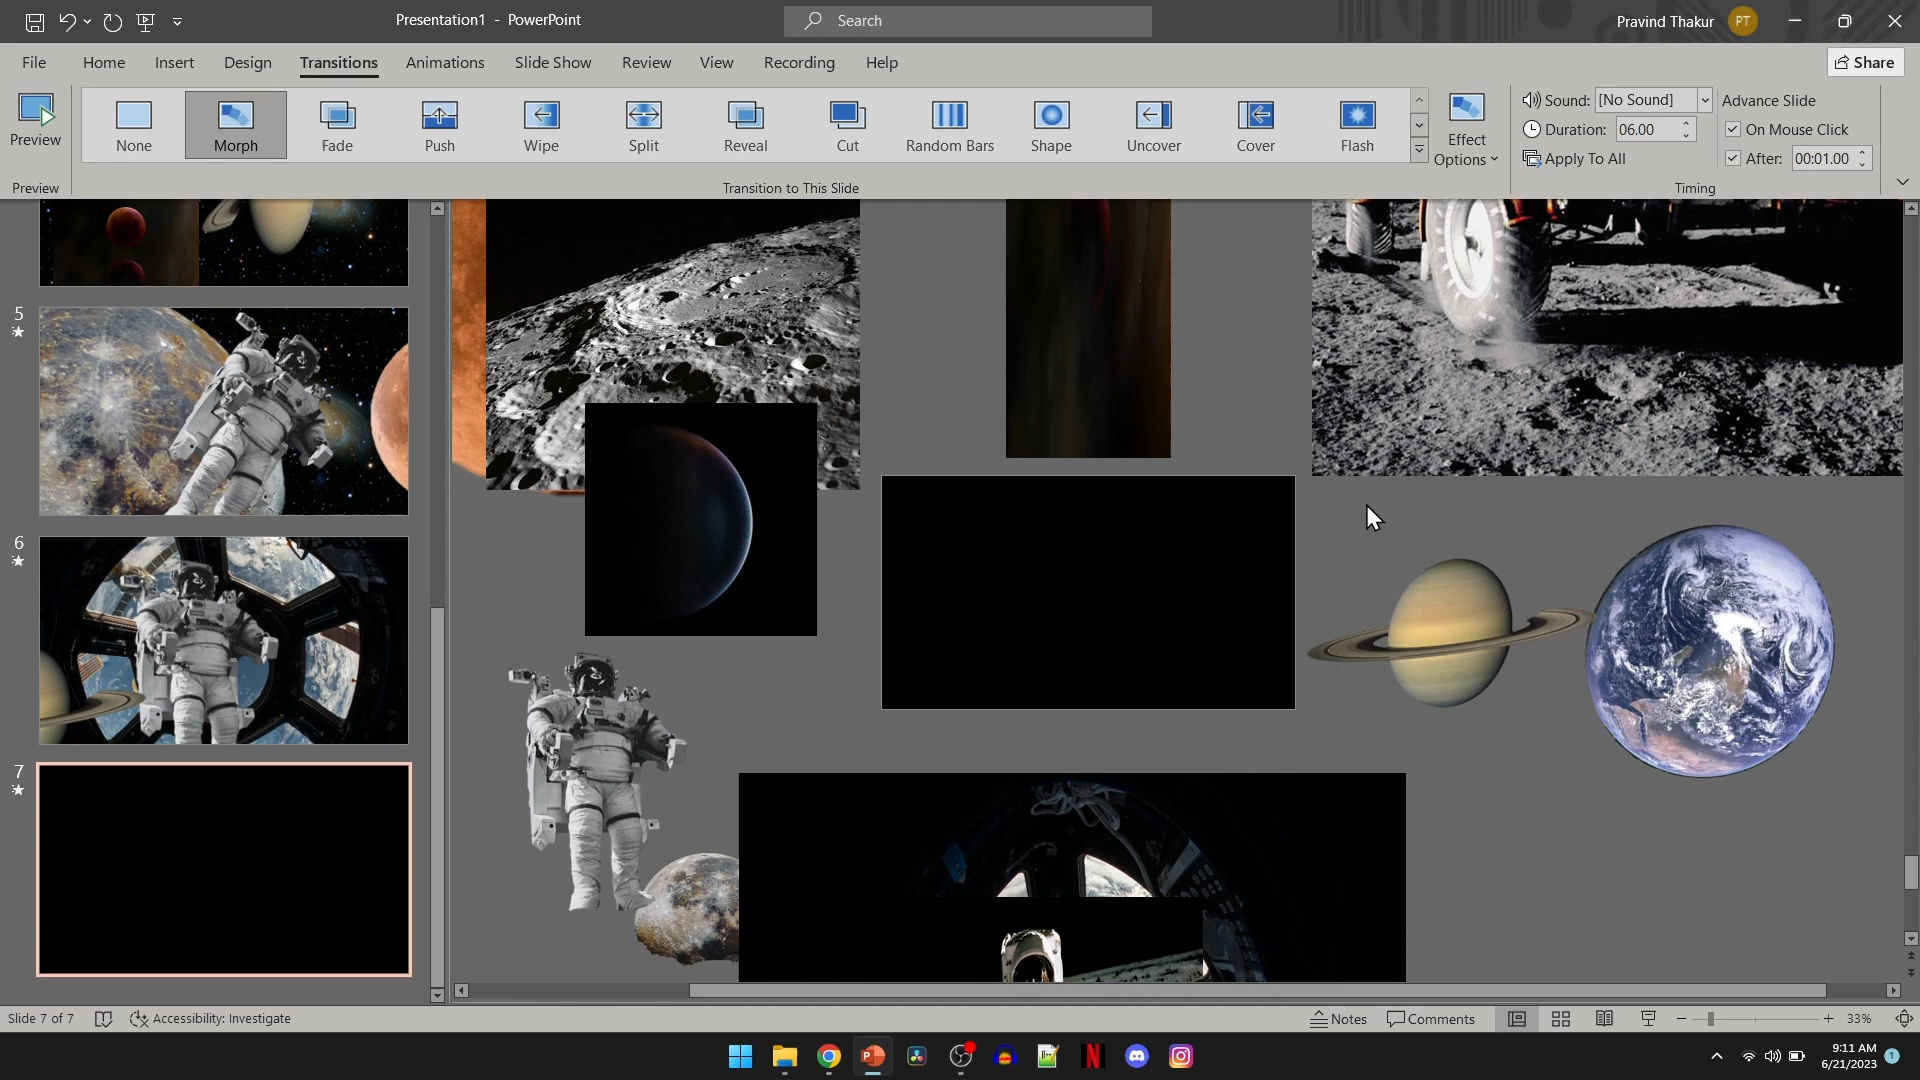 Presentation1 - PowerPoint
Search
Pravind Thakur
PT
File
Home
Insert
Design
Transitions
Animations
Slide Show
Review
View
Recording
Help
Share
Preview
None
Morph
Fade
Push
Wipe
Split
Reveal
Cut
Random Bars
Shape
Uncover
Cover
Flash
Effect
Options
Sound: [No Sound]
Duration: 06.00
Apply To All
Advance Slide
On Mouse Click
After: 00:01.00
Preview
Transition to This Slide
Timing
5
6
7
Slide 7 of 7
Accessibility: Investigate
Notes
Comments
33%
9:11 AM
6/21/2023
1